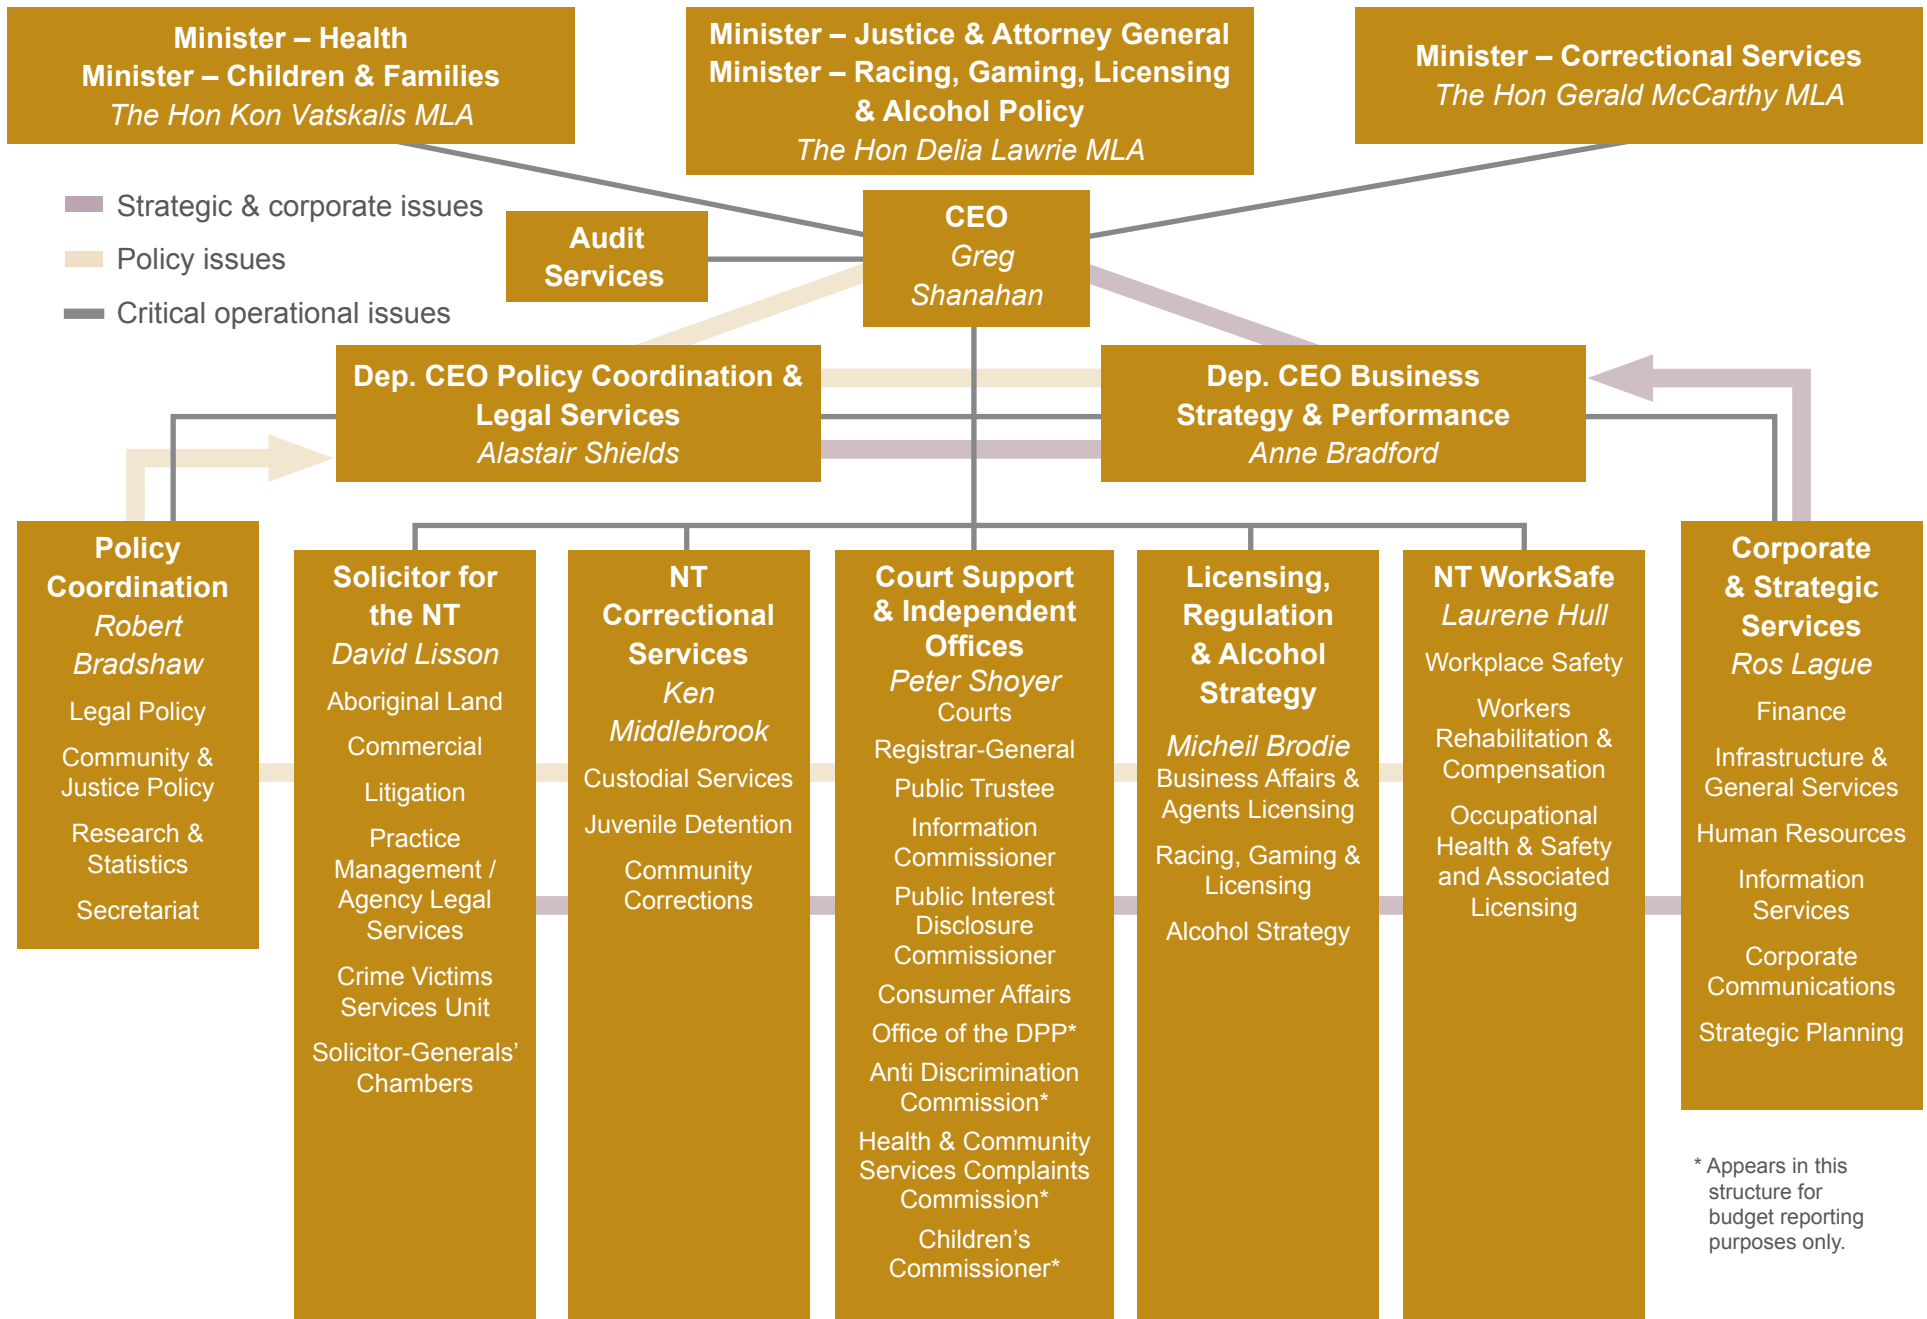 Minister – Health
Minister – Children & Families
The Hon Kon Vatskalis MLA
Minister – Justice & Attorney General
Minister – Racing, Gaming, Licensing
& Alcohol Policy
The Hon Delia Lawrie MLA
Minister – Correctional Services
The Hon Gerald McCarthy MLA
Strategic & corporate issues
Policy issues
Critical operational issues
Audit
Services
CEO
Greg
Shanahan
Dep. CEO Policy Coordination &
Legal Services
Alastair Shields
Dep. CEO Business
Strategy & Performance
Anne Bradford
Policy
Coordination
Robert
Bradshaw
Legal Policy
Community &
Justice Policy
Research &
Statistics
Secretariat
Solicitor for
the NT
David Lisson
Aboriginal Land
Commercial
Litigation
Practice
Management /
Agency Legal
Services
Crime Victims
Services Unit
Solicitor-Generals’
Chambers
NT
Correctional
Services
Ken
Middlebrook
Custodial Services
Juvenile Detention
Community
Corrections
Court Support
& Independent
Offices
Peter Shoyer
Courts
Registrar-General
Public Trustee
Information
Commissioner
Public Interest
Disclosure
Commissioner
Consumer Affairs
Office of the DPP*
Anti Discrimination
Commission*
Health & Community
Services Complaints
Commission*
Children’s
Commissioner*
Licensing,
Regulation
& Alcohol
Strategy
Micheil Brodie
Business Affairs &
Agents Licensing
Racing, Gaming &
Licensing
Alcohol Strategy
NT WorkSafe
Laurene Hull
Workplace Safety
Workers
Rehabilitation &
Compensation
Occupational
Health & Safety
and Associated
Licensing
Corporate
& Strategic
Services
Ros Lague
Finance
Infrastructure &
General Services
Human Resources
Information
Services
Corporate
Communications
Strategic Planning
* Appears in this
structure for
budget reporting
purposes only.